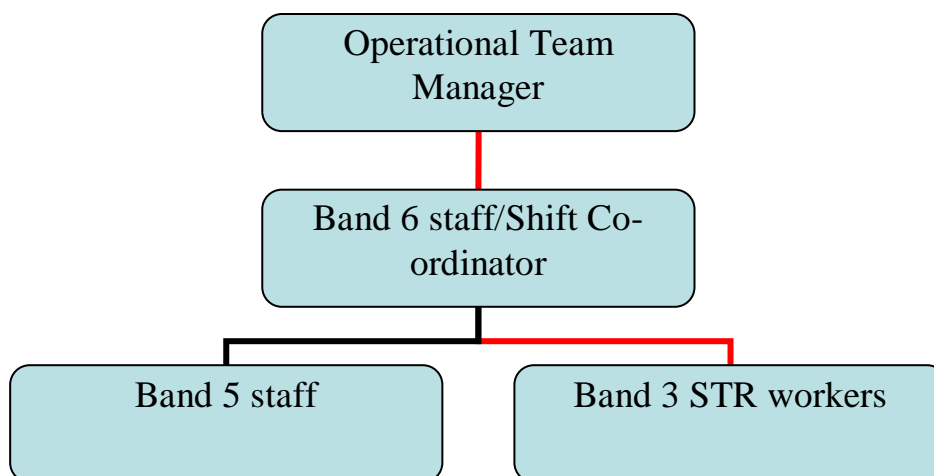 Operational Team
Manager
Band 6 staff/Shift Co-
ordinator
Band 5 staff
Band 3 STR workers